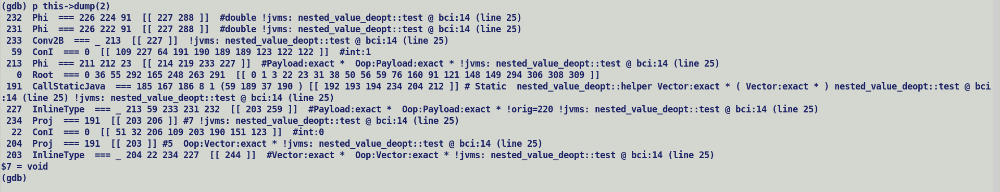 (gdb) p this->dump(2)
 232  Phi  === 226 224 91  [[ 227 288 ]]  #double !jvms: nested_value_deopt::test @ bci:14 (line 25)
 231  Phi  === 226 222 91  [[ 227 288 ]]  #double !jvms: nested_value_deopt::test @ bci:14 (line 25)
 233  Conv2B  === _ 213  [[ 227 ]]  !jvms: nested_value_deopt::test @ bci:14 (line 25)
  59  ConI  === 0  [[ 109 227 64 191 190 189 189 123 122 122 ]]  #int:1
 213  Phi  === 211 212 23  [[ 214 219 233 227 ]]  #Payload:exact *  Oop:Payload:exact * !jvms: nested_value_deopt::test @ bci:14 (line 25)
   0  Root  === 0 36 55 292 165 248 263 291  [[ 0 1 3 22 23 31 38 50 56 59 76 160 91 121 148 149 294 306 308 309 ]]
 191  CallStaticJava  === 185 167 186 8 1 (59 189 37 190 ) [[ 192 193 194 234 204 212 ]] # Static  nested_value_deopt::helper Vector:exact * ( Vector:exact * ) nested_value_deopt::test @ bci
:14 (line 25) !jvms: nested_value_deopt::test @ bci:14 (line 25)
 227  InlineType  === _ 213 59 233 231 232  [[ 203 259 ]]  #Payload:exact *  Oop:Payload:exact * !orig=220 !jvms: nested_value_deopt::test @ bci:14 (line 25)
 234  Proj  === 191  [[ 203 206 ]] #7 !jvms: nested_value_deopt::test @ bci:14 (line 25)
  22  ConI  === 0  [[ 51 32 206 109 203 190 151 123 ]]  #int:0
 204  Proj  === 191  [[ 203 ]] #5  Oop:Vector:exact * !jvms: nested_value_deopt::test @ bci:14 (line 25)
 203  InlineType  === _ 204 22 234 227  [[ 244 ]]  #Vector:exact *  Oop:Vector:exact * !jvms: nested_value_deopt::test @ bci:14 (line 25)
$7 = void
(gdb)